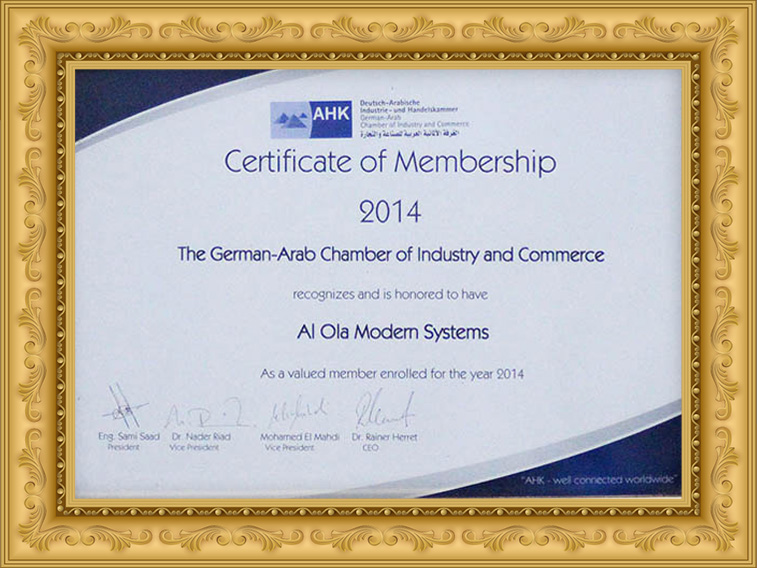 AHK
Deutsch-Arabische
Industrie- und Handelskammer
German-Arab
Chamber of Industry and Commerce
الغرفة الألمانية العربية للصناعة والتجارة
Certificate of Membership
2014
The German-Arab Chamber of Industry and Commerce
recognizes and is honored to have
Al Ola Modern Systems
As a valued member enrolled for the year 2014
Eng. Sami Saad Dr. Nader Riad Mohamed El Mahdi Dr. Rainer Herret
President Vice President Vice President CEO
"AHK - well connected worldwide"